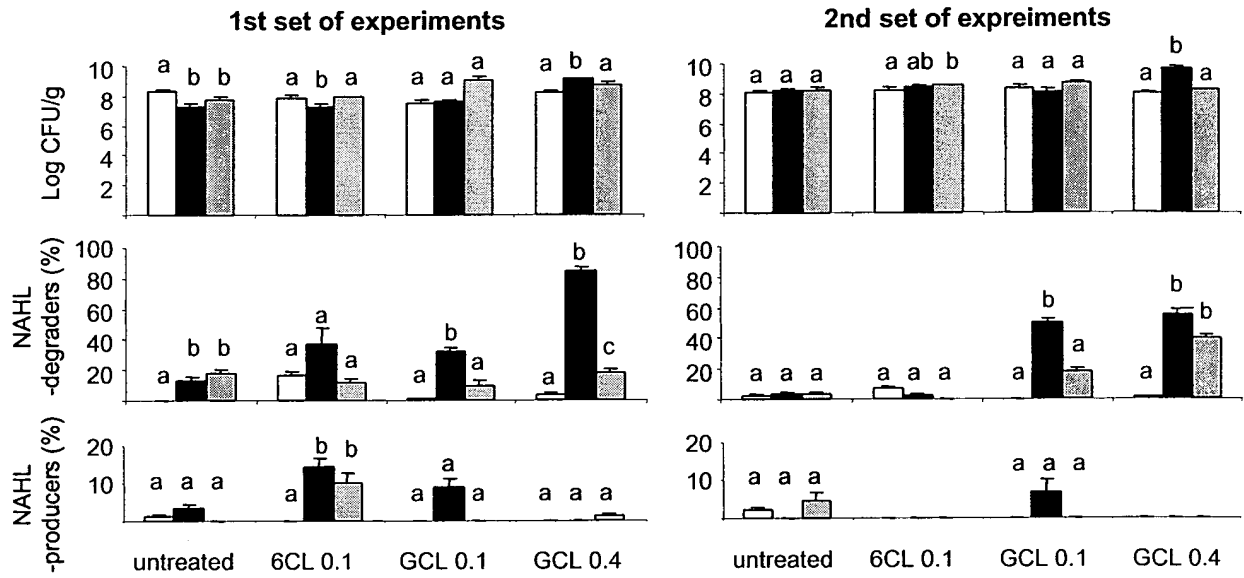 1st set of experiments
2nd set of expreiments
Log CFU/g
10
8
6
4
2
a b b
a b a
a a a
a b a
10
8
6
4
2
a a a
a ab b
a a a
a b a
NAHL
-degraders (%)
100
80
60
40
20
a b b
a a a
a b a
a b c
100
80
60
40
20
a a a
a a a
a b a
a b b
NAHL
-producers (%)
20
10
a a a
a b b
a a a
a a a
20
10
a a a
a a a
untreated 6CL 0.1 GCL 0.1 GCL 0.4
untreated 6CL 0.1 GCL 0.1 GCL 0.4